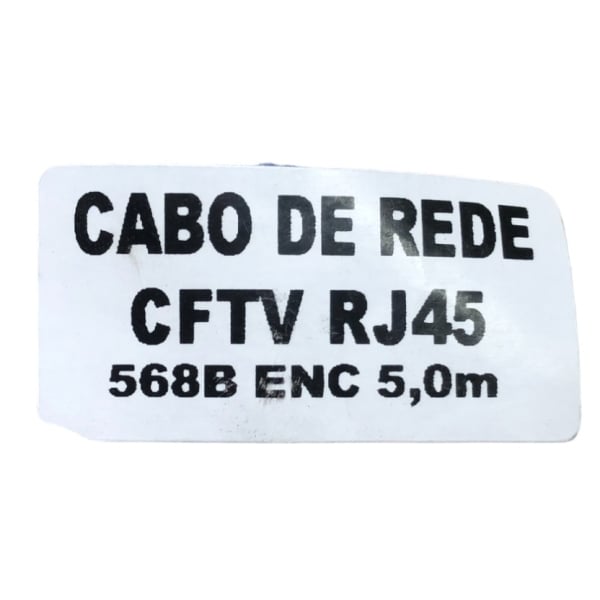 CABO DE REDE
CFTV RJ45
568B ENC 5,0m